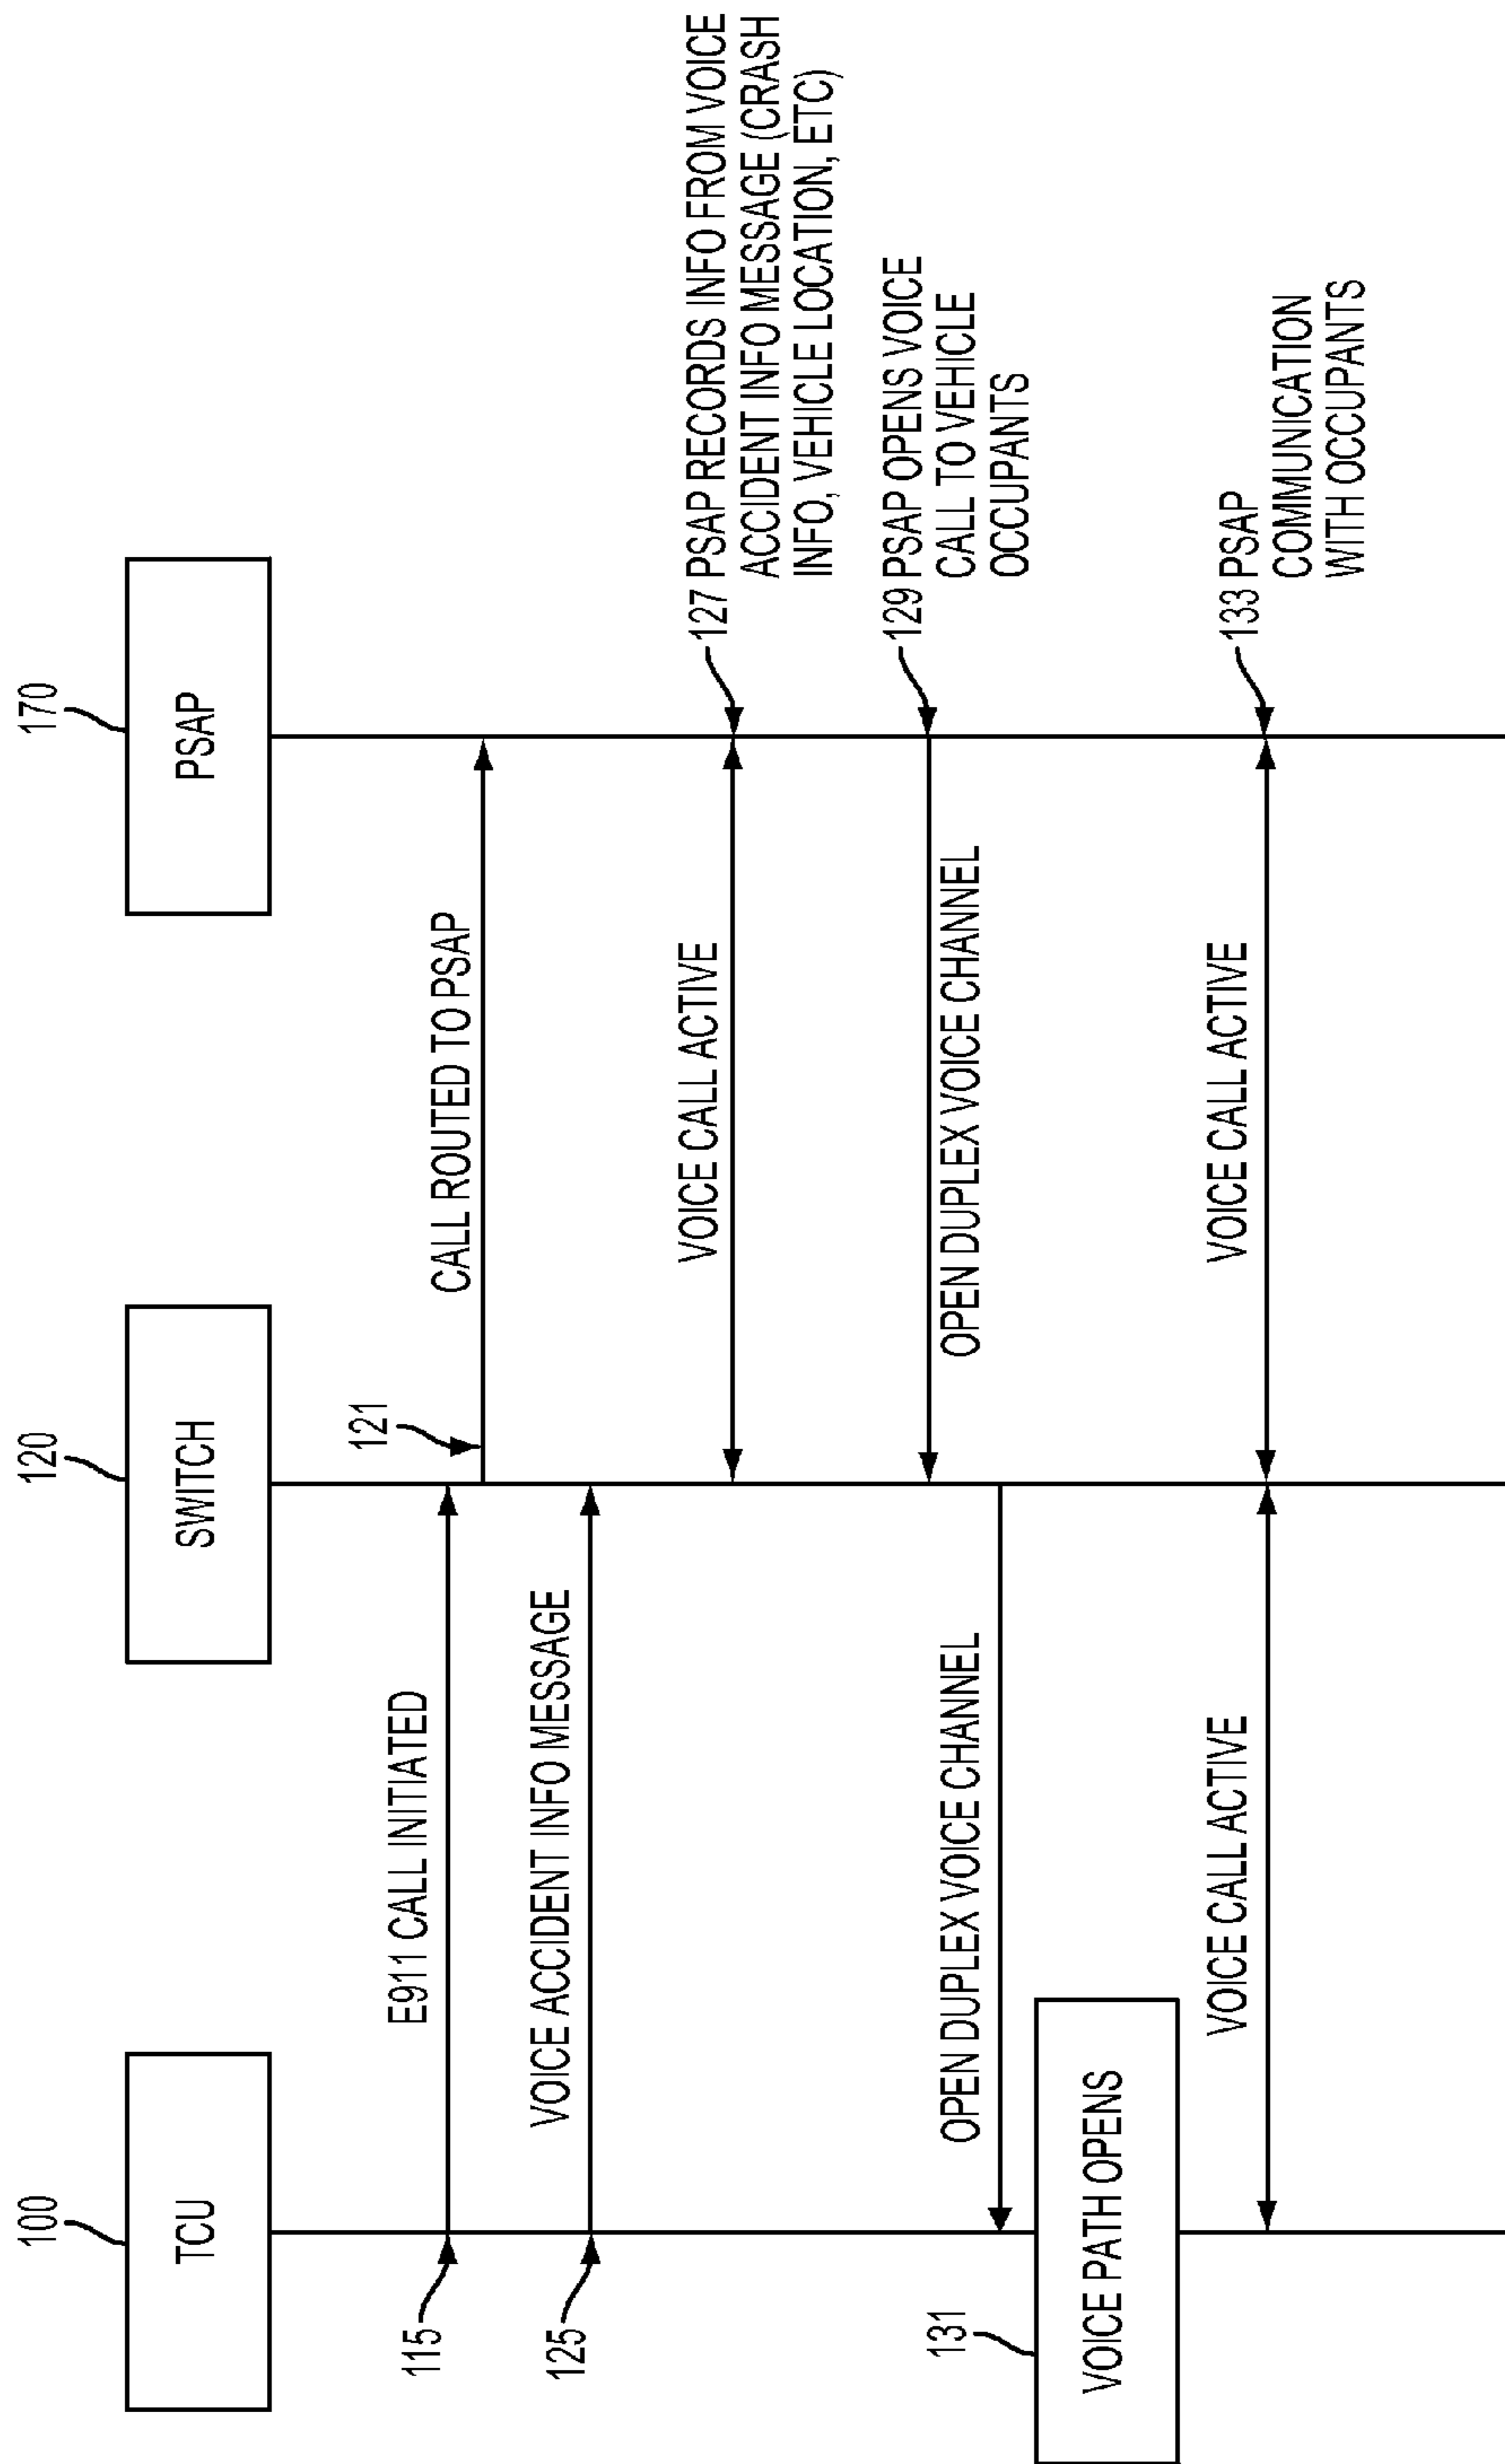 100
TCU
120
SWITCH
170
PSAP
115
E911 CALL INITIATED
121
CALL ROUTED TO PSAP
125
VOICE ACCIDENT INFO MESSAGE
VOICE CALL ACTIVE
127 PSAP RECORDS INFO FROM VOICE
ACCIDENT INFO MESSAGE (CRASH
INFO, VEHICLE LOCATION, ETC)
129 PSAP OPENS VOICE
CALL TO VEHICLE
OCCUPANTS
OPEN DUPLEX VOICE CHANNEL
OPEN DUPLEX VOICE CHANNEL
131
VOICE PATH OPENS
VOICE CALL ACTIVE
VOICE CALL ACTIVE
133 PSAP
COMMUNICATION
WITH OCCUPANTS